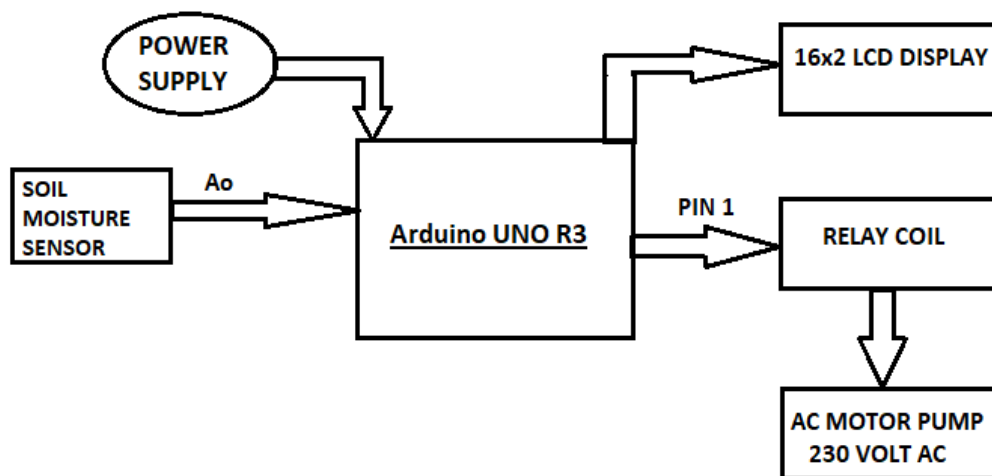 POWER
SUPPLY
16x2 LCD DISPLAY
SOIL
MOISTURE
SENSOR
Ao
Arduino UNO R3
PIN 1
RELAY COIL
AC MOTOR PUMP
230 VOLT AC